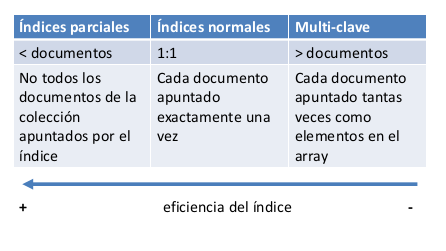 Índices parciales Índices normales Multi-clave
< documentos 1:1 > documentos
No todos los
documentos de la
colección
apuntados por el
índice
Cada documento
apuntado
exactamente una
vez
Cada documento
apuntado tantas
veces como
elementos en el
array
+ eficiencia del índice -